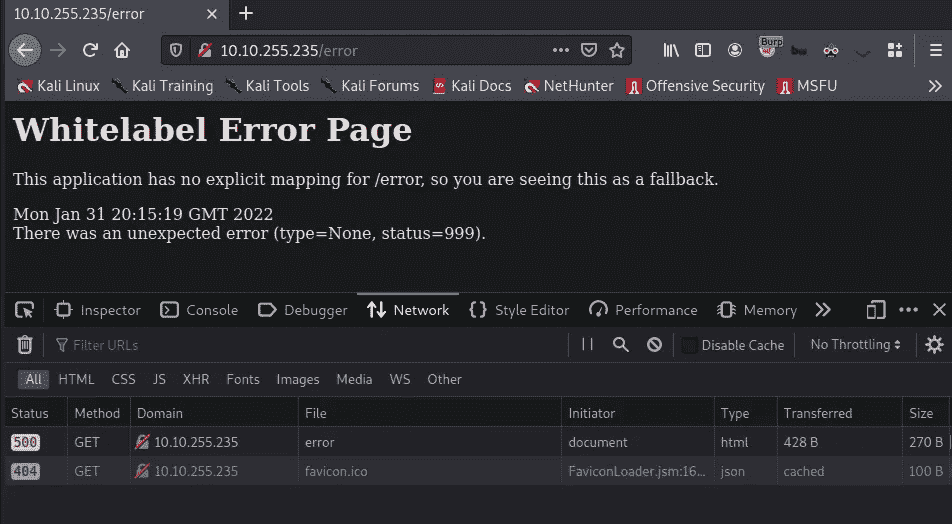 10.10.255.235/error
10.10.255.235/error
Burp
Kali Linux Kali Training Kali Tools Kali Forums Kali Docs NetHunter Offensive Security MSFU
Whitelabel Error Page
This application has no explicit mapping for /error, so you are seeing this as a fallback.
Mon Jan 31 20:15:19 GMT 2022
There was an unexpected error (type=None, status=999).
Inspector Console Debugger Network Style Editor Performance Memory
Filter URLs Disable Cache No Throttling
All HTML CSS JS XHR Fonts Images Media WS Other
Status Method Domain File Initiator Type Transferred Size
500 GET 10.10.255.235 error document html 428 B 270 B
404 GET 10.10.255.235 favicon.ico FaviconLoader.jsm:16... json cached 100 B